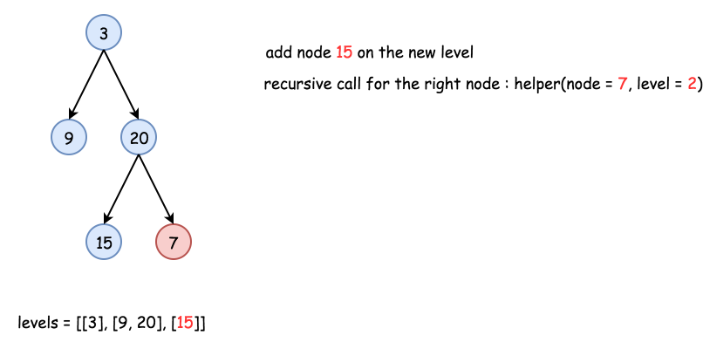 3
add node 15 on the new level
recursive call for the right node : helper(node = 7, level = 2)
9
20
15
7
levels = [[3], [9, 20], [15]]